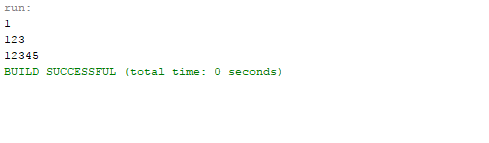 run:
1
123
12345
BUILD SUCCESSFUL (total time: 0 seconds)